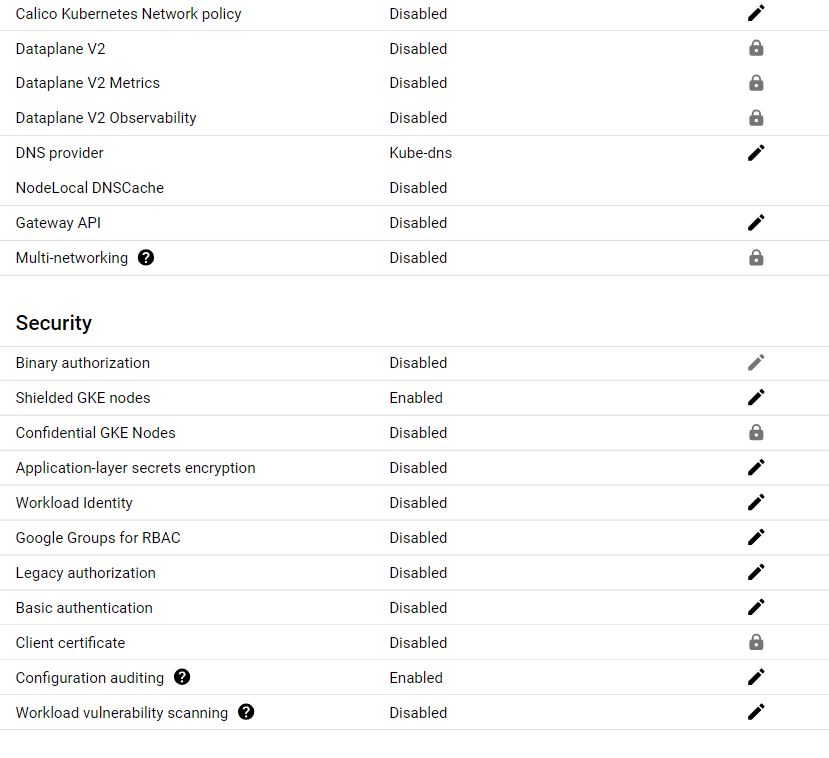 Calico Kubernetes Network policy Disabled
Dataplane V2 Disabled
Dataplane V2 Metrics Disabled
Dataplane V2 Observability Disabled
DNS provider Kube-dns
NodeLocal DNSCache Disabled
Gateway API Disabled
Multi-networking ? Disabled
Security
Binary authorization Disabled
Shielded GKE nodes Enabled
Confidential GKE Nodes Disabled
Application-layer secrets encryption Disabled
Workload Identity Disabled
Google Groups for RBAC Disabled
Legacy authorization Disabled
Basic authentication Disabled
Client certificate Disabled
Configuration auditing ? Enabled
Workload vulnerability scanning ? Disabled